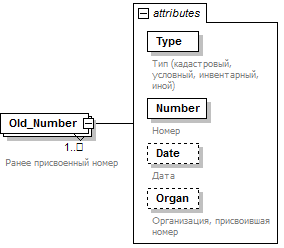 attributes
Type
Тип (кадастровый,
условный, инвентарный,
иной)
Old_Number
1..
Ранее присвоенный номер
Number
Номер
Date
Дата
Organ
Организация, присвоившая
номер